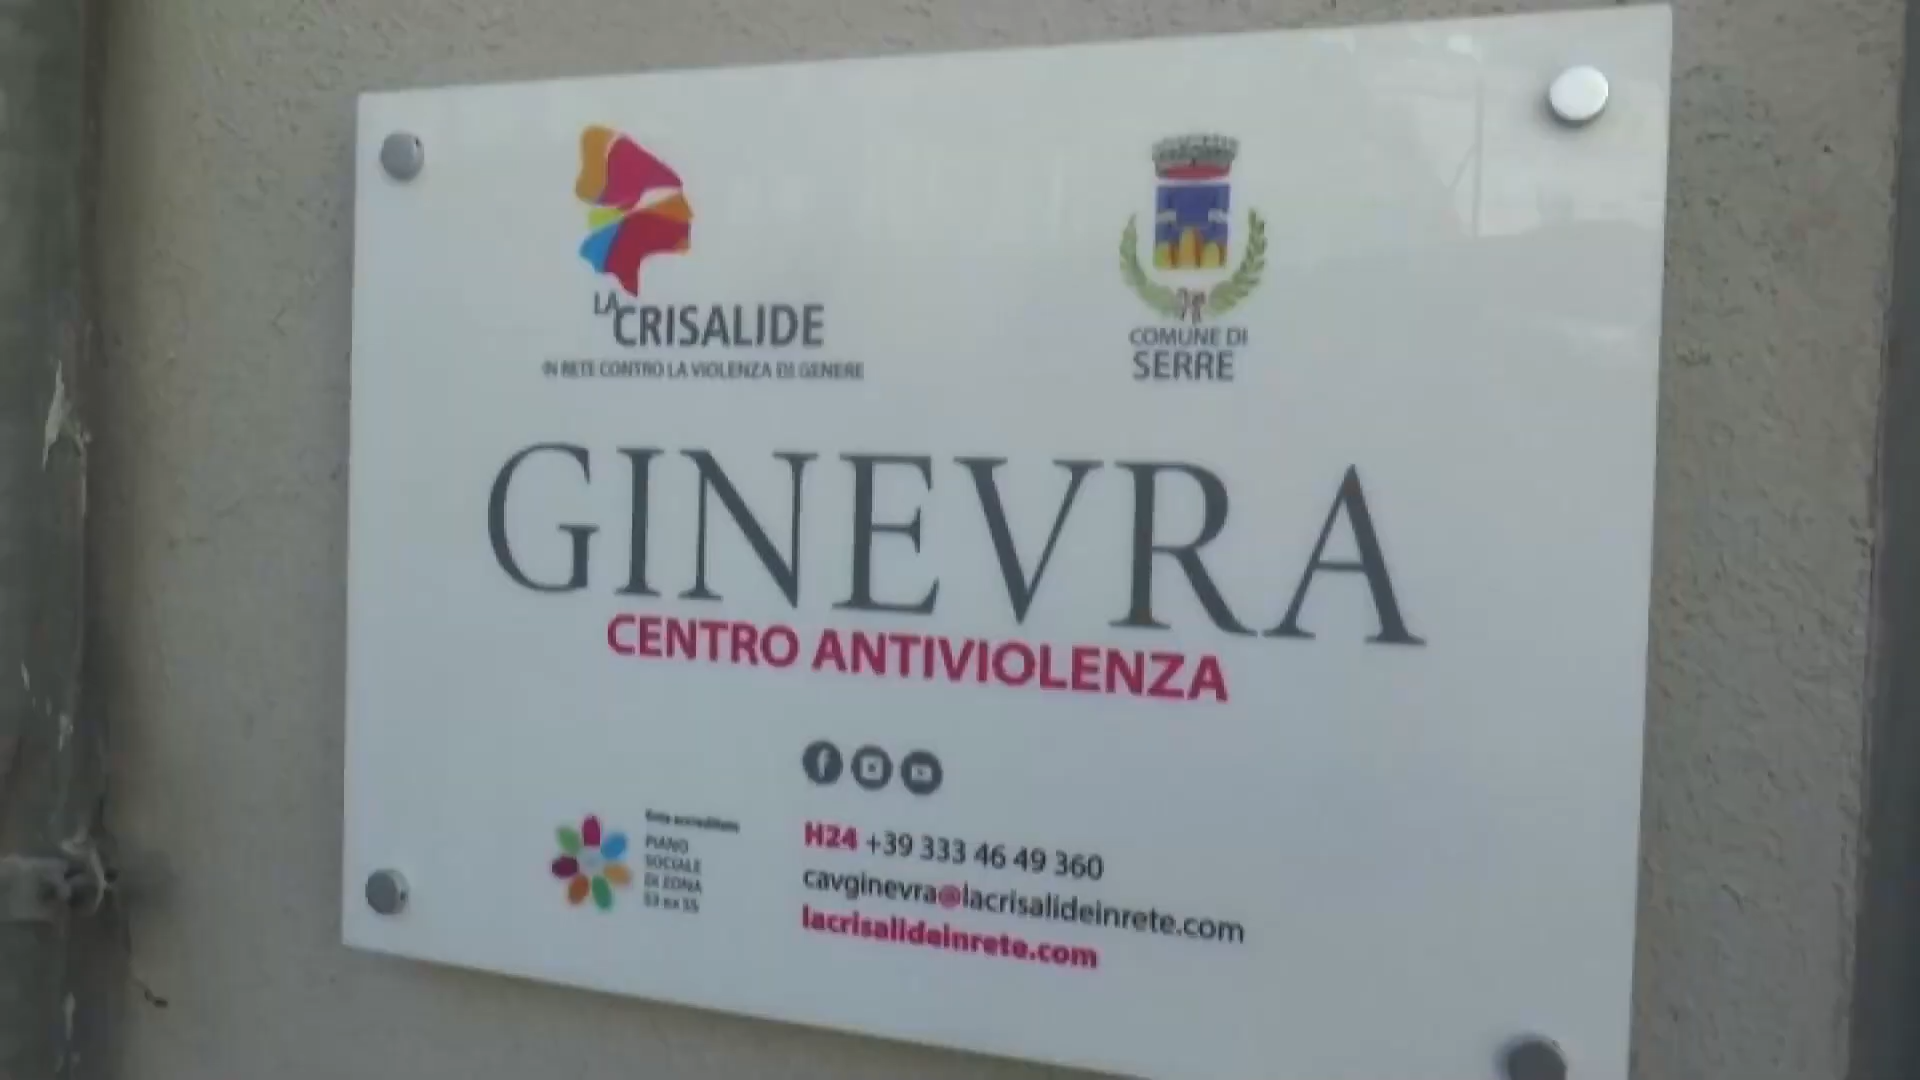 LA CRISALIDE
IN RETE CONTRO LA VIOLENZA DI GENERE
COMUNE DI
SERRE
GINEVRA
CENTRO ANTIVIOLENZA
Ente accreditato
PIANO
SOCIALE
DI ZONA
S3 ex S5
H24 +39 333 46 49 360
cavginevra@lacrisalideinrete.com
lacrisalideinrete.com